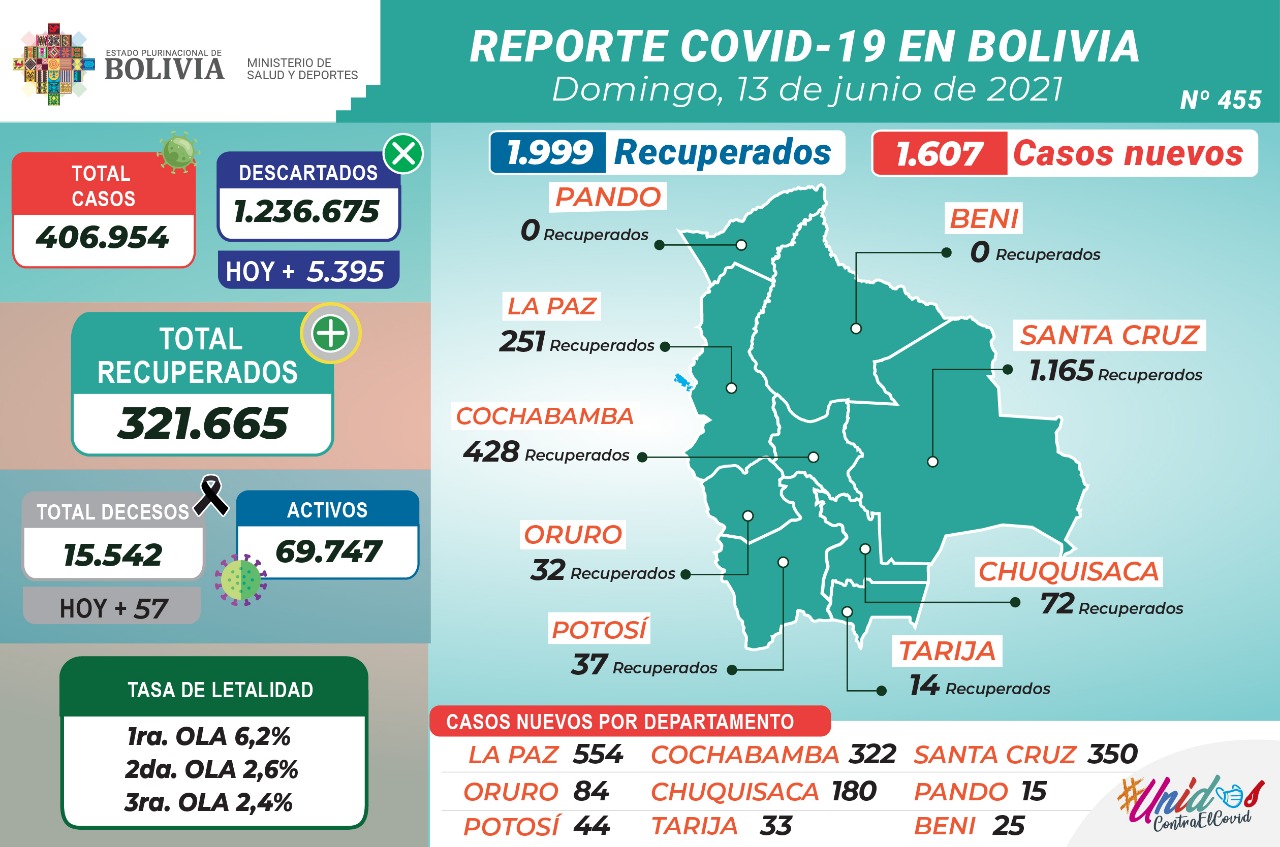 ESTADO PLURINACIONAL DE
BOLIVIA
MINISTERIO DE
SALUD Y DEPORTES
REPORTE COVID-19 EN BOLIVIA
Domingo, 13 de junio de 2021
Nº 455
TOTAL
CASOS
406.954
DESCARTADOS
1.236.675
HOY + 5.395
TOTAL
RECUPERADOS
321.665
TOTAL DECESOS
15.542
HOY + 57
ACTIVOS
69.747
TASA DE LETALIDAD
1ra. OLA 6,2%
2da. OLA 2,6%
3ra. OLA 2,4%
1.999 Recuperados
1.607 Casos nuevos
PANDO
0 Recuperados
BENI
0 Recuperados
LA PAZ
251 Recuperados
SANTA CRUZ
1.165 Recuperados
COCHABAMBA
428 Recuperados
ORURO
32 Recuperados
CHUQUISACA
72 Recuperados
POTOSÍ
37 Recuperados
TARIJA
14 Recuperados
CASOS NUEVOS POR DEPARTAMENTO
LA PAZ 554 COCHABAMBA 322 SANTA CRUZ 350
ORURO 84 CHUQUISACA 180 PANDO 15
POTOSÍ 44 TARIJA 33 BENI 25
#Unidos
ContraElCovid